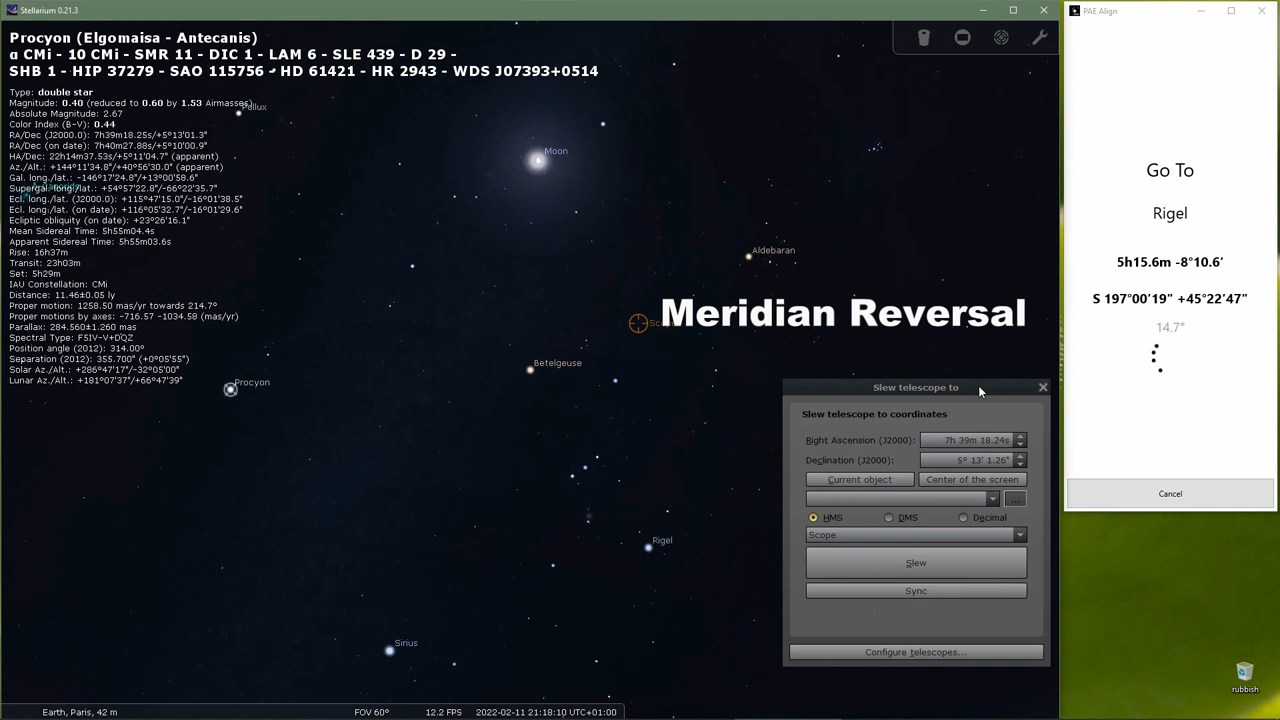 Stellarium 0.21.3
Procyon (Elgomaisa - Antecanis)
α CMi - 10 CMi - SMR 11 - DIC 1 - LAM 6 - SLE 439 - D 29 -
SHB 1 - HIP 37279 - SAO 115756 - HD 61421 - HR 2943 - WDS J07393+0514
Type: double star
Magnitude: 0.40 (reduced to 0.60 by 1.53 Airmasses)
Absolute Magnitude: 2.67
Color Index (B-V): 0.44
RA/Dec (J2000.0): 7h39m18.25s/+5°13'01.3"
RA/Dec (on date): 7h40m27.88s/+5°10'00.9"
HA/Dec: 22h14m37.53s/+5°11'04.7" (apparent)
Az./Alt.: +144°11'34.8"/+40°56'30.0" (apparent)
Gal. long./lat.: -146°17'24.8"/+13°00'58.6"
Supergal. long./lat.: +54°57'22.8"/-66°22'35.7"
Ecl. long./lat. (J2000.0): +115°47'15.0"/-16°01'38.5"
Ecl. long./lat. (on date): +116°05'32.7"/-16°01'29.6"
Ecliptic obliquity (on date): +23°26'16.1"
Mean Sidereal Time: 5h55m04.4s
Apparent Sidereal Time: 5h55m03.6s
Rise: 16h37m
Transit: 23h03m
Set: 5h29m
IAU Constellation: CMi
Distance: 11.46±0.05 ly
Proper motion: 1258.50 mas/yr towards 214.7°
Proper motions by axes: -716.57 -1034.58 (mas/yr)
Parallax: 284.560±1.260 mas
Spectral Type: F5IV-V+DQZ
Position angle (2012): 314.00°
Separation (2012): 355.700" (+0°05'55")
Solar Az./Alt.: +286°47'17"/-32°05'00"
Lunar Az./Alt.: +181°07'37"/+66°47'39"
Pollux
Moon
Aldebaran
Meridian Reversal
Betelgeuse
Procyon
Rigel
Sirius
Slew telescope to
Slew telescope to coordinates
Right Ascension (J2000): 7h 39m 18.24s
Declination (J2000): 5° 13' 1.26"
Current object Center of the screen
...
HMS DMS Decimal
Scope
Slew
Sync
Configure telescopes...
Earth, Paris, 42 m FOV 60° 12.2 FPS 2022-02-11 21:18:10 UTC+01:00
PAE Align
Go To
Rigel
5h15.6m -8°10.6’
S 197°00’19” +45°22’47”
14.7°
Cancel
rubbish